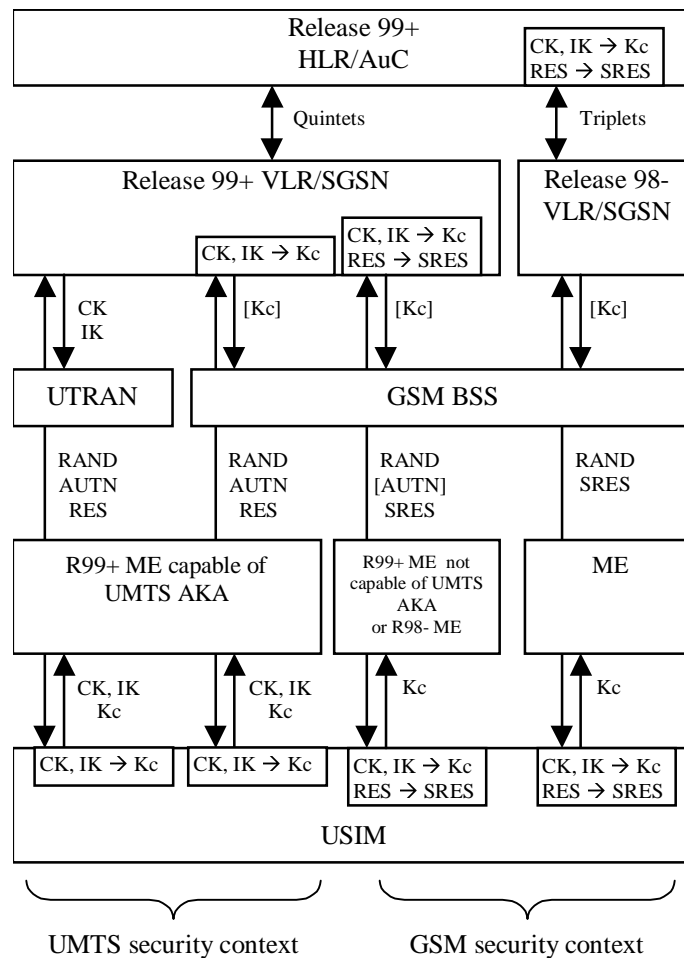 Release 99+
HLR/AuC
CK, IK → Kc
RES → SRES
Quintets
Triplets
Release 99+ VLR/SGSN
CK, IK → Kc
CK, IK → Kc
RES → SRES
Release 98-
VLR/SGSN
CK
IK
[Kc]
[Kc]
[Kc]
UTRAN
GSM BSS
RAND
AUTN
RES
RAND
AUTN
RES
RAND
[AUTN]
SRES
RAND
SRES
R99+ ME capable of
UMTS AKA
R99+ ME not
capable of UMTS
AKA
or R98- ME
ME
CK, IK
Kc
CK, IK
Kc
Kc
Kc
CK, IK → Kc
CK, IK → Kc
CK, IK → Kc
RES → SRES
CK, IK → Kc
RES → SRES
USIM
UMTS security context
GSM security context